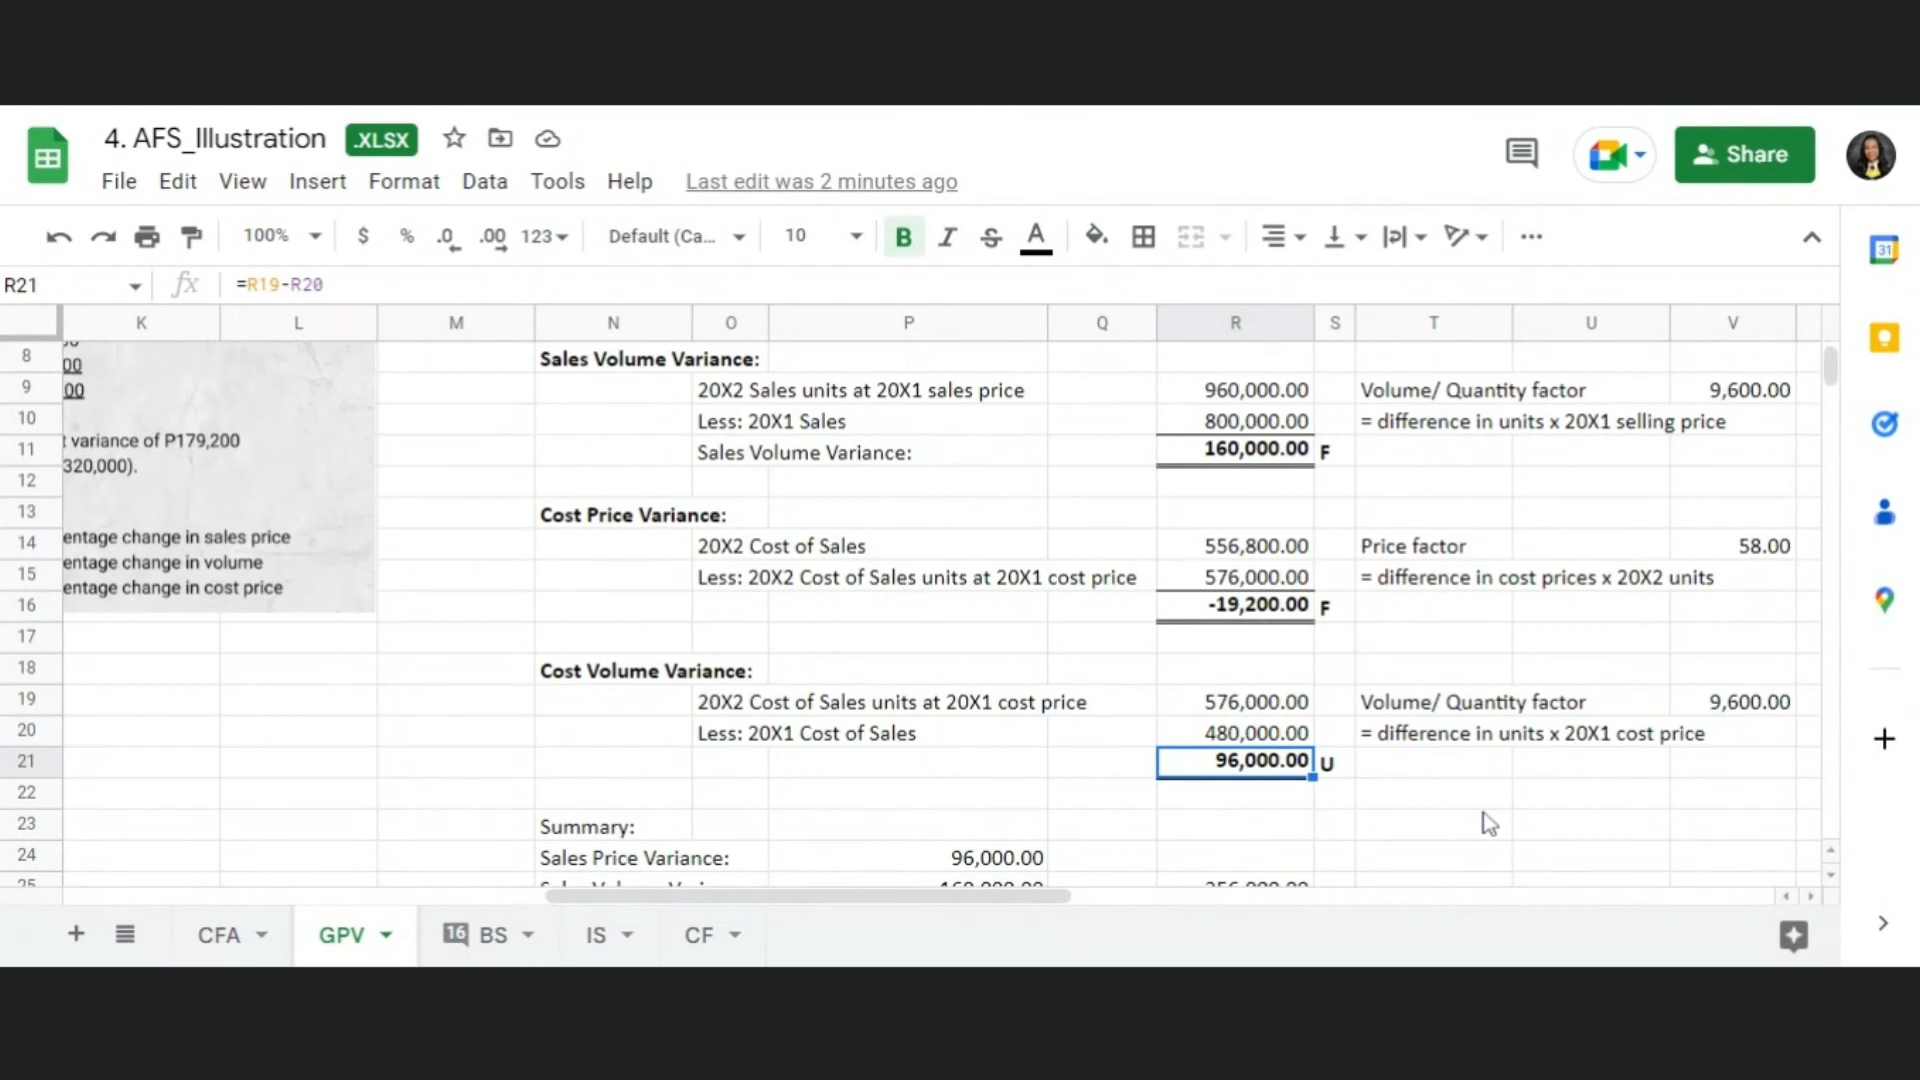 4. AFS_Illustration .XLSX
Share
File Edit View Insert Format Data Tools Help Last edit was 2 minutes ago
100% $ % .0 .00 123 Default (Ca... 10 B I S A
31
R21 fx =R19-R20
K L M N O P Q R S T U V
8 Sales Volume Variance:
00
9 20X2 Sales units at 20X1 sales price 960,000.00 Volume/ Quantity factor 9,600.00
00
10 Less: 20X1 Sales 800,000.00 = difference in units x 20X1 selling price
variance of P179,200
11 Sales Volume Variance: 160,000.00 F
320,000).
12
13 Cost Price Variance:
entage change in sales price
14 20X2 Cost of Sales 556,800.00 Price factor 58.00
entage change in volume
15 Less: 20X2 Cost of Sales units at 20X1 cost price 576,000.00 = difference in cost prices x 20X2 units
entage change in cost price
16 -19,200.00 F
17
18 Cost Volume Variance:
19 20X2 Cost of Sales units at 20X1 cost price 576,000.00 Volume/ Quantity factor 9,600.00
20 Less: 20X1 Cost of Sales 480,000.00 = difference in units x 20X1 cost price
21 96,000.00 U
22
23 Summary:
24 Sales Price Variance: 96,000.00
25
CFA GPV 16 BS IS CF